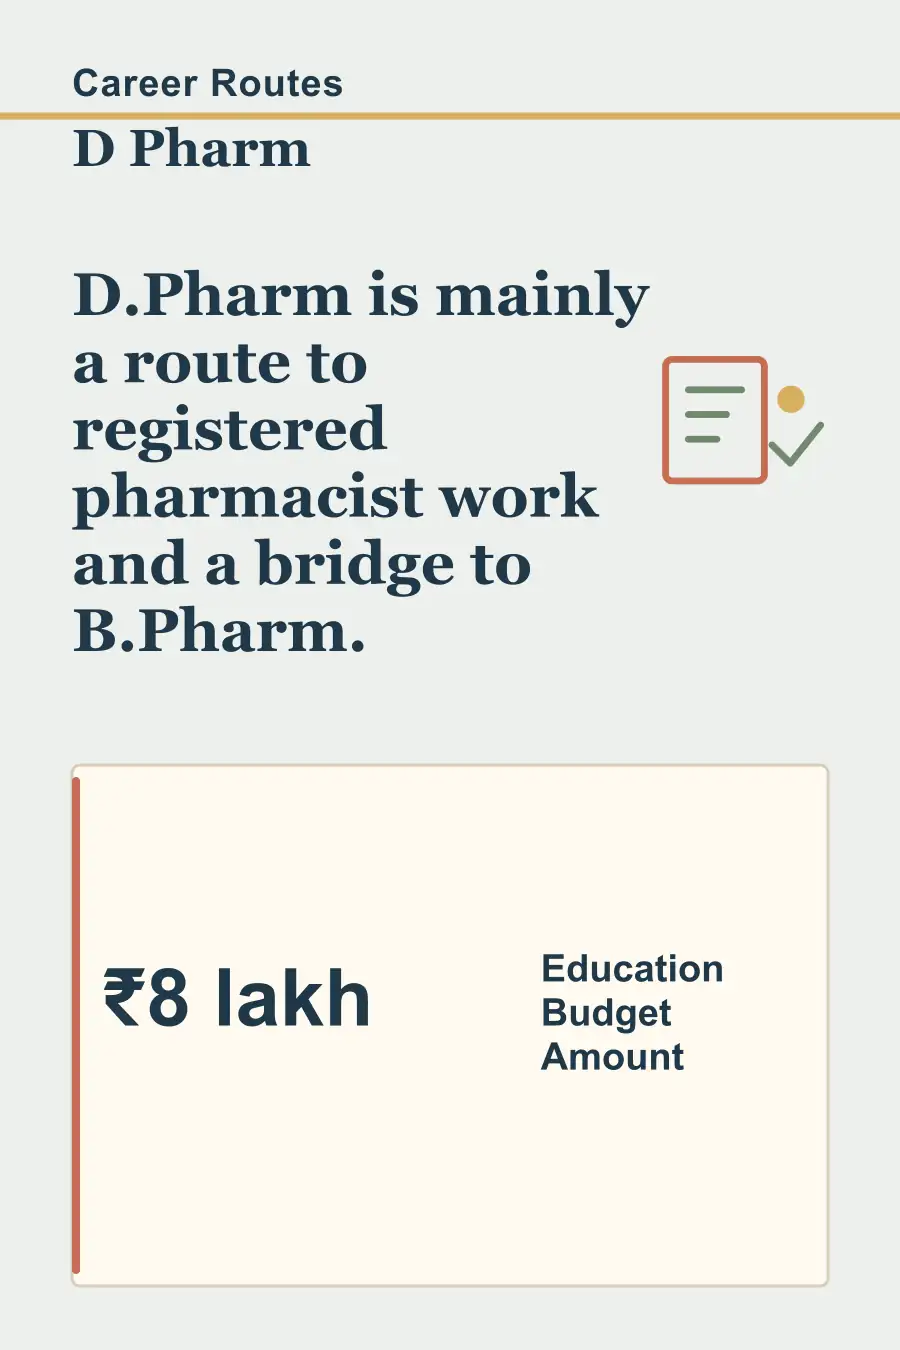 Career Routes
D Pharm
D.Pharm is mainly
a route to
registered
pharmacist work
and a bridge to
B.Pharm.
₹8 lakh
Education
Budget
Amount